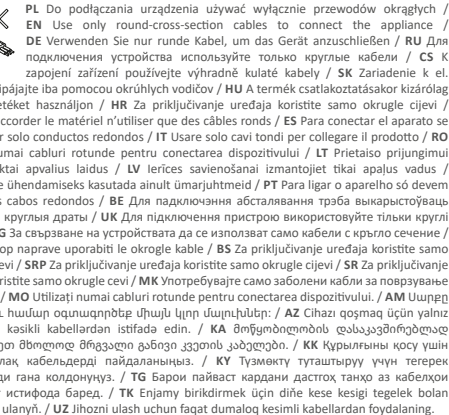 PL Do podłączania urządzenia używać wyłącznie przewodów okrągłych /
EN Use only round-cross-section cables to connect the appliance /
DE Verwenden Sie nur runde Kabel, um das Gerät anzuschließen / RU Для
подключения устройства используйте только круглые кабели / CS K
zapojení zařízení používejte výhradně kulaté kabely / SK Zariadenie k el.
ipájajte iba pomocou okrúhlych vodičov / HU A termék csatlakoztatásakor kizárólag
etéket használjon / HR Za priključivanje uređaja koristite samo okrugle cijevi /
accorder le matériel n'utiliser que des câbles ronds / ES Para conectar el aparato se
r solo conductos redondos / IT Usare solo cavi tondi per collegare il prodotto / RO
umai cabluri rotunde pentru conectarea dispozitivului / LT Prietaiso prijungimui
ktai apvalius laidus / LV Ierīces savienošanai izmantojiet tikai apaļus vadus /
e ühendamiseks kasutada ainult ümarjuhtmeid / PT Para ligar o aparelho só devem
s cabos redondos / BE Для падключэння абсталявання трэба выкарыстоўваць
круглыя драты / UK Для підключення пристрою використовуйте тільки круглі
G За свързване на устройствата да се използват само кабели с кръгло сечение /
op naprave uporabiti le okrogle kable / BS Za priključivanje uređaja koristite samo
evi / SRP Za priključivanje uređaja koristite samo okrugle cijevi / SR Za priključivanje
ristite samo okrugle cevi / MK Употребувајте само заболени кабли за поврзување
/ MO Utilizați numai cabluri rotunde pentru conectarea dispozitivului. / AM Սարքը
համար օգտագործեք միայն կլոր մալուխներ: / AZ Cihazı qoşmaq üçün yalnız
kəsikli kabellərdən istifadə edin. / KA მოწყობილობის დასაკავშირებლად
ეთ მხოლოდ მრგვალი განივი კვეთის კაბელები. / KK Құрылғыны қосу үшін
лақ кабельдерді пайдаланыңыз. / KY Түзмөктү туташтыруу үчүн тегерек
ди гана колдонуңуз. / TG Барои пайваст кардани дастгоҳ танҳо аз кабелҳои
истифода баред. / TK Enjamy birikdirmek üçin diňe kese kesigi tegelek bolan
ulanyň. / UZ Jihozni ulash uchun faqat dumaloq kesimli kabellardan foydalaning.